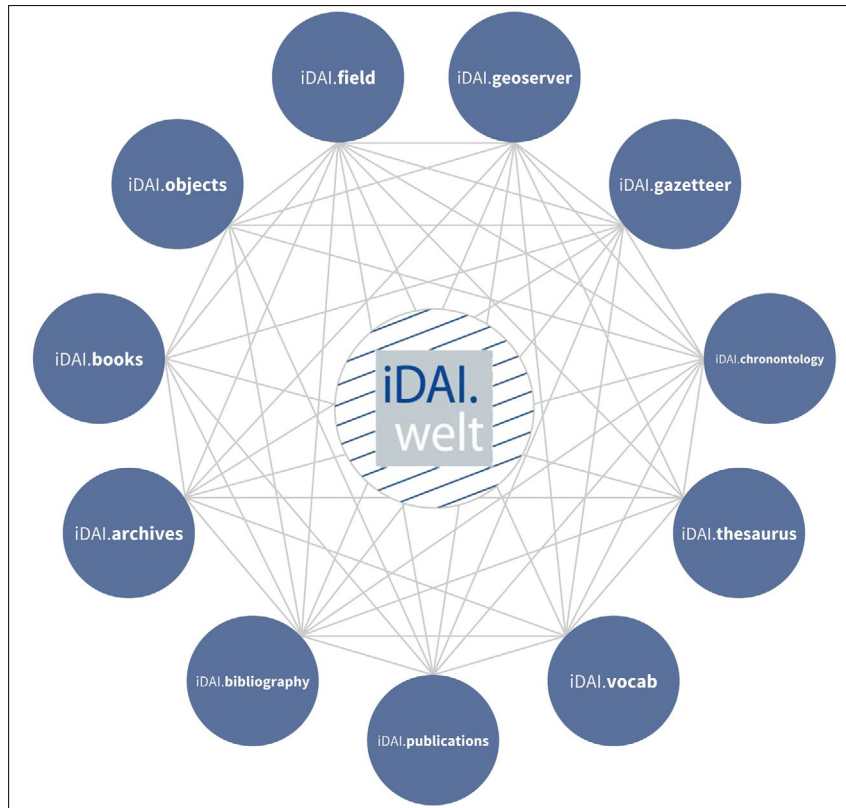 iDAI.field
iDAI.geoserver
iDAI.objects
iDAI.gazetteer
iDAI.books
iDAI.chronontology
iDAI.
welt
iDAI.archives
iDAI.thesaurus
iDAI.bibliography
iDAI.vocab
iDAI.publications